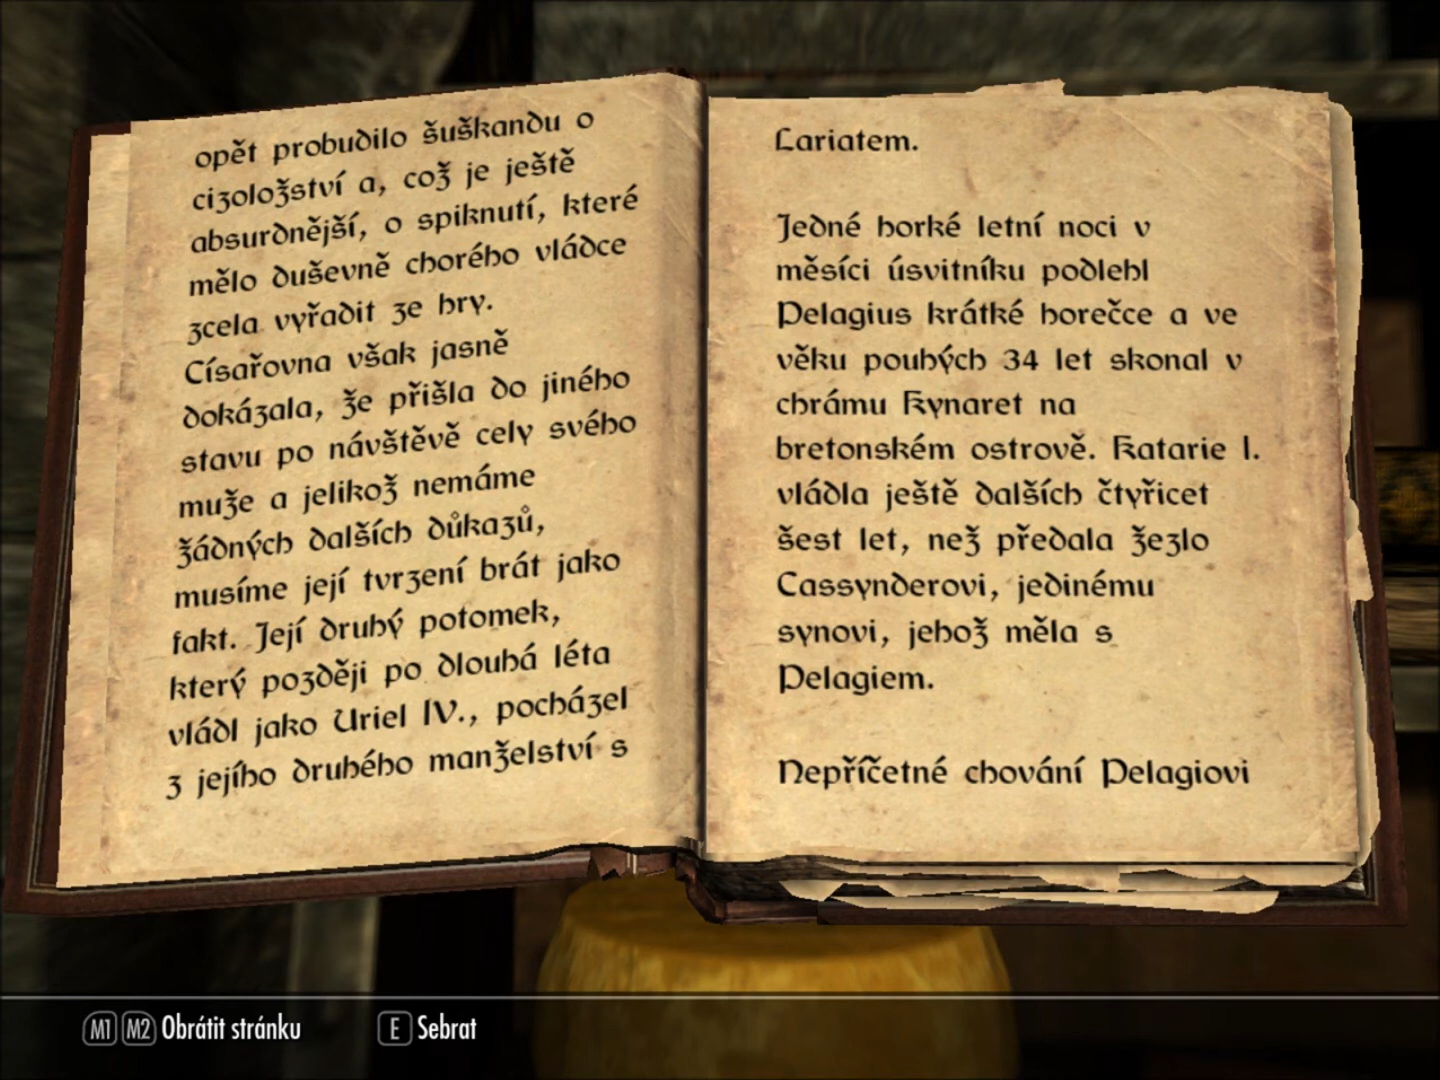 opět probudilo šuškandu o
cizoložství a, což je ještě
absurdnější, o spiknutí, které
mělo duševně chorého vládce
zcela vyřadit ze hry.
Císařovna však jasně
dokázala, že přišla do jiného
stavu po návštěvě cely svého
muže a jelikož nemáme
žádných dalších důkazů,
musíme její tvrzení brát jako
fakt. Její druhý potomek,
který později po dlouhá léta
vládl jako Uriel IV., pocházel
z jejího druhého manželství s
Lariatem.
Jedné horké letní noci v
měsíci úsvitníku podlehl
Pelagius krátké horečce a ve
věku pouhých 34 let skonal v
chrámu Kynaret na
bretonském ostrově. Katarie I.
vládla ještě dalších čtyřicet
šest let, než předala žezlo
Cassynderovi, jedinému
synovi, jehož měla s
Pelagiem.
Nepříčetné chování Pelagiovi
M1 M2 Obrátit stránku
E Sebrat